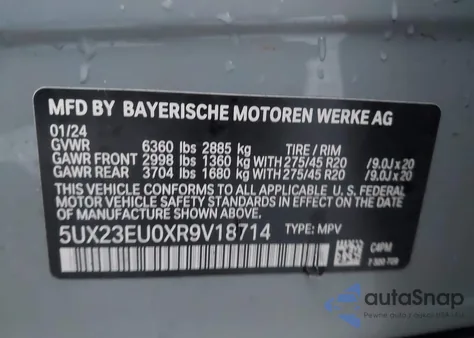 MFD BY BAYERISCHE MOTOREN WERKE AG
01/24
GVWR 6360 lbs 2885 kg TIRE / RIM
GAWR FRONT 2998 lbs 1360 kg WITH 275/45 R20 /9.0J x 20
GAWR REAR 3704 lbs 1680 kg WITH 275/45 R20 /9.0J x 20
THIS VEHICLE CONFORMS TO ALL APPLICABLE U. S. FEDERAL
MOTOR VEHICLE SAFETY STANDARDS IN EFFECT ON THE
DATE OF MANUFACTURE SHOWN ABOVE.
5UX23EU0XR9V18714 TYPE: MPV
C4PM
autoSnap
Pewne auto z